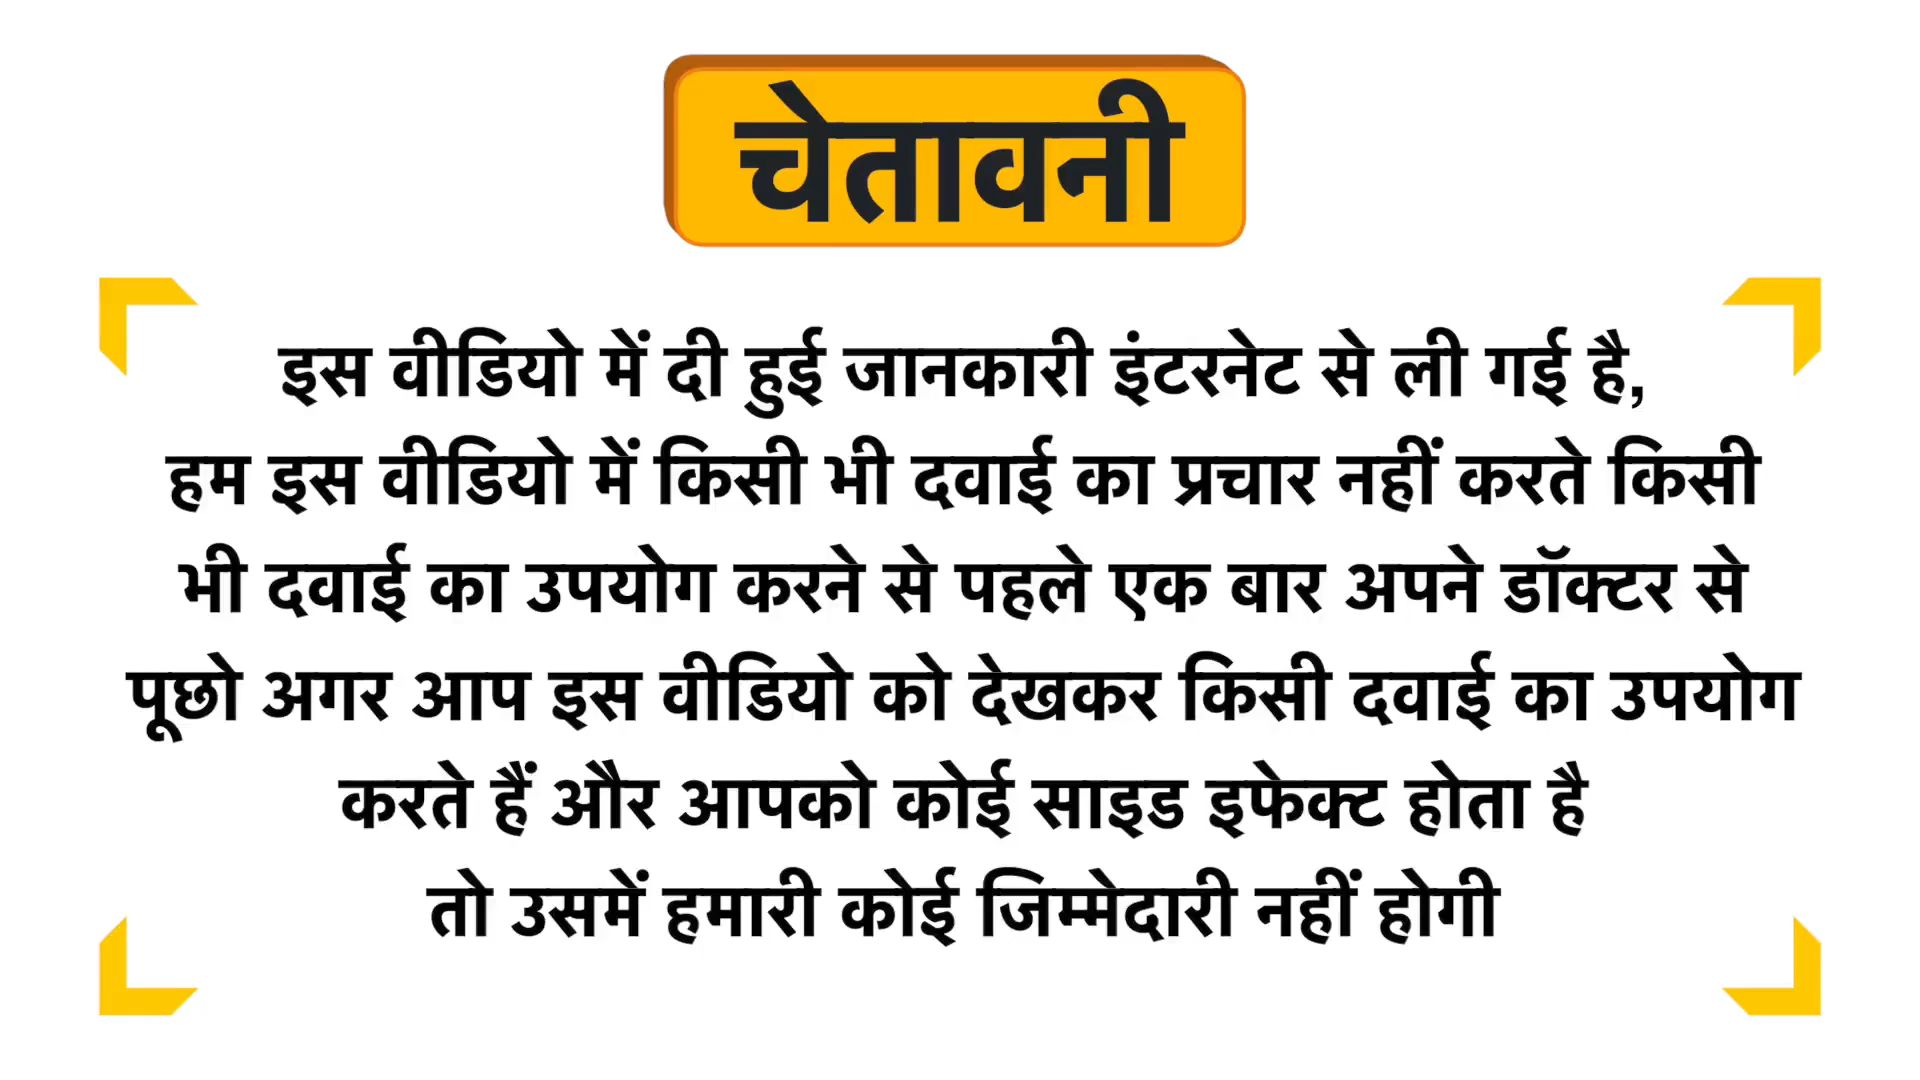 चेतावनी
इस वीडियो में दी हुई जानकारी इंटरनेट से ली गई है,
हम इस वीडियो में किसी भी दवाई का प्रचार नहीं करते किसी
भी दवाई का उपयोग करने से पहले एक बार अपने डॉक्टर से
पूछो अगर आप इस वीडियो को देखकर किसी दवाई का उपयोग
करते हैं और आपको कोई साइड इफेक्ट होता है
तो उसमें हमारी कोई जिम्मेदारी नहीं होगी